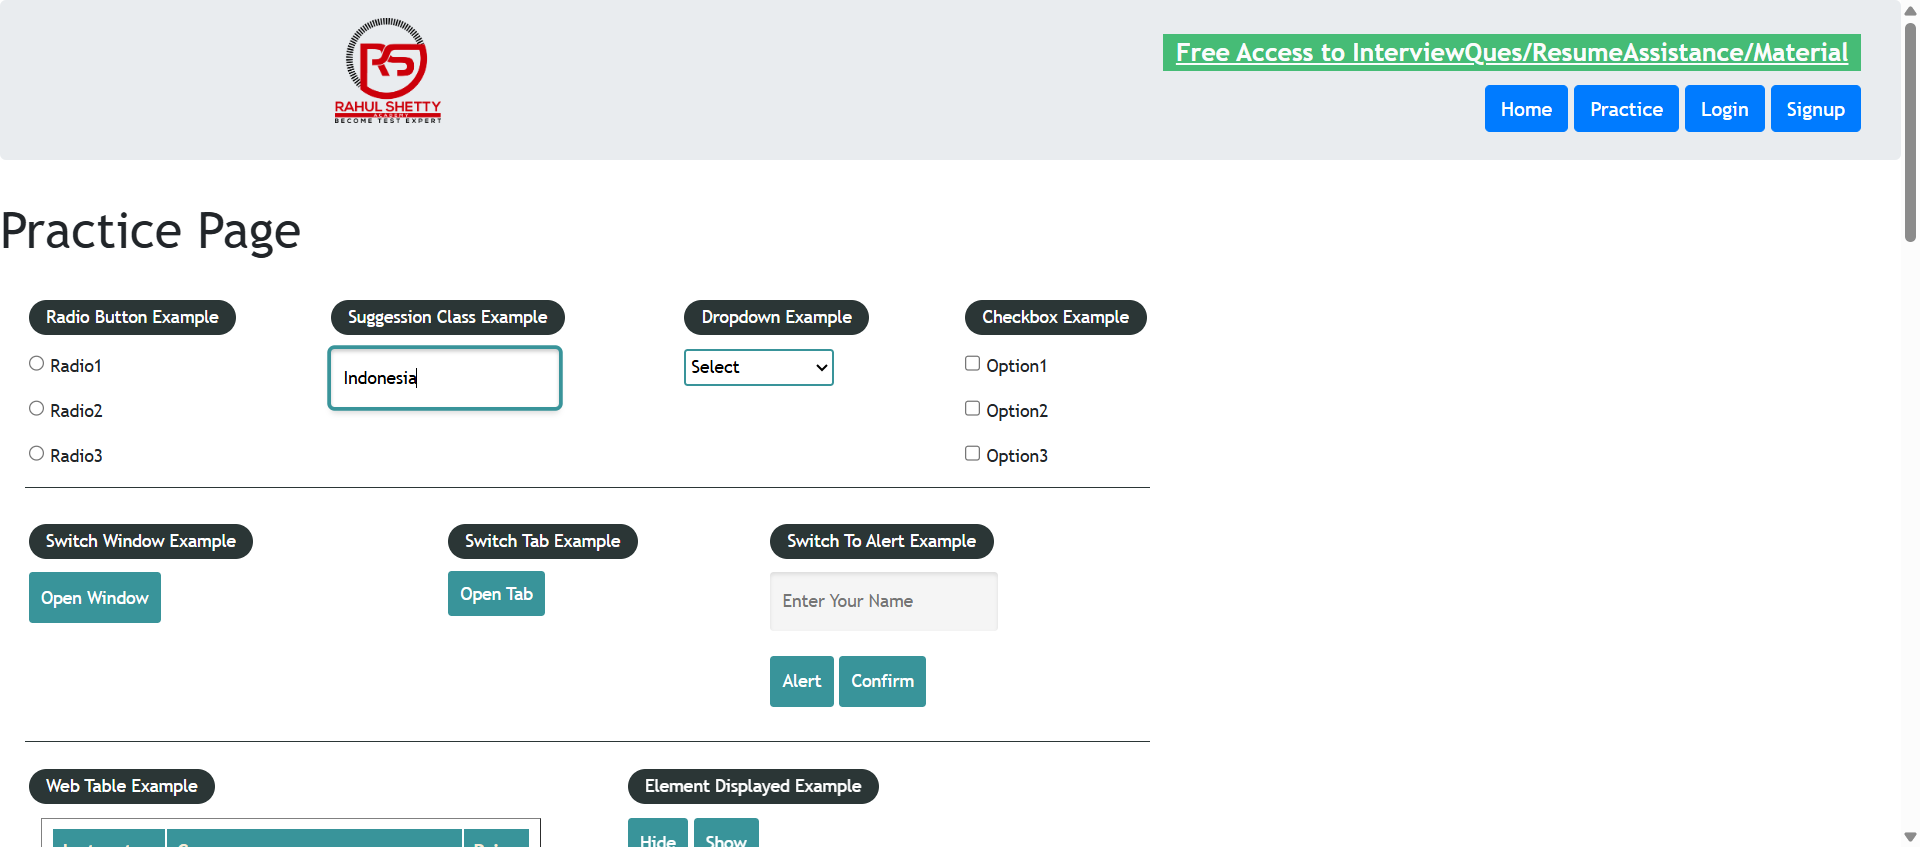 RAHUL SHETTY
ACADEMY
BECOME TEST EXPERT
Free Access to InterviewQues/ResumeAssistance/Material
Home Practice Login Signup
Practice Page
Radio Button Example
Radio1
Radio2
Radio3
Suggession Class Example
Indonesia
Dropdown Example
Select
Checkbox Example
Option1
Option2
Option3
Switch Window Example
Open Window
Switch Tab Example
Open Tab
Switch To Alert Example
Enter Your Name
Alert Confirm
Web Table Example
Element Displayed Example
Hide Show